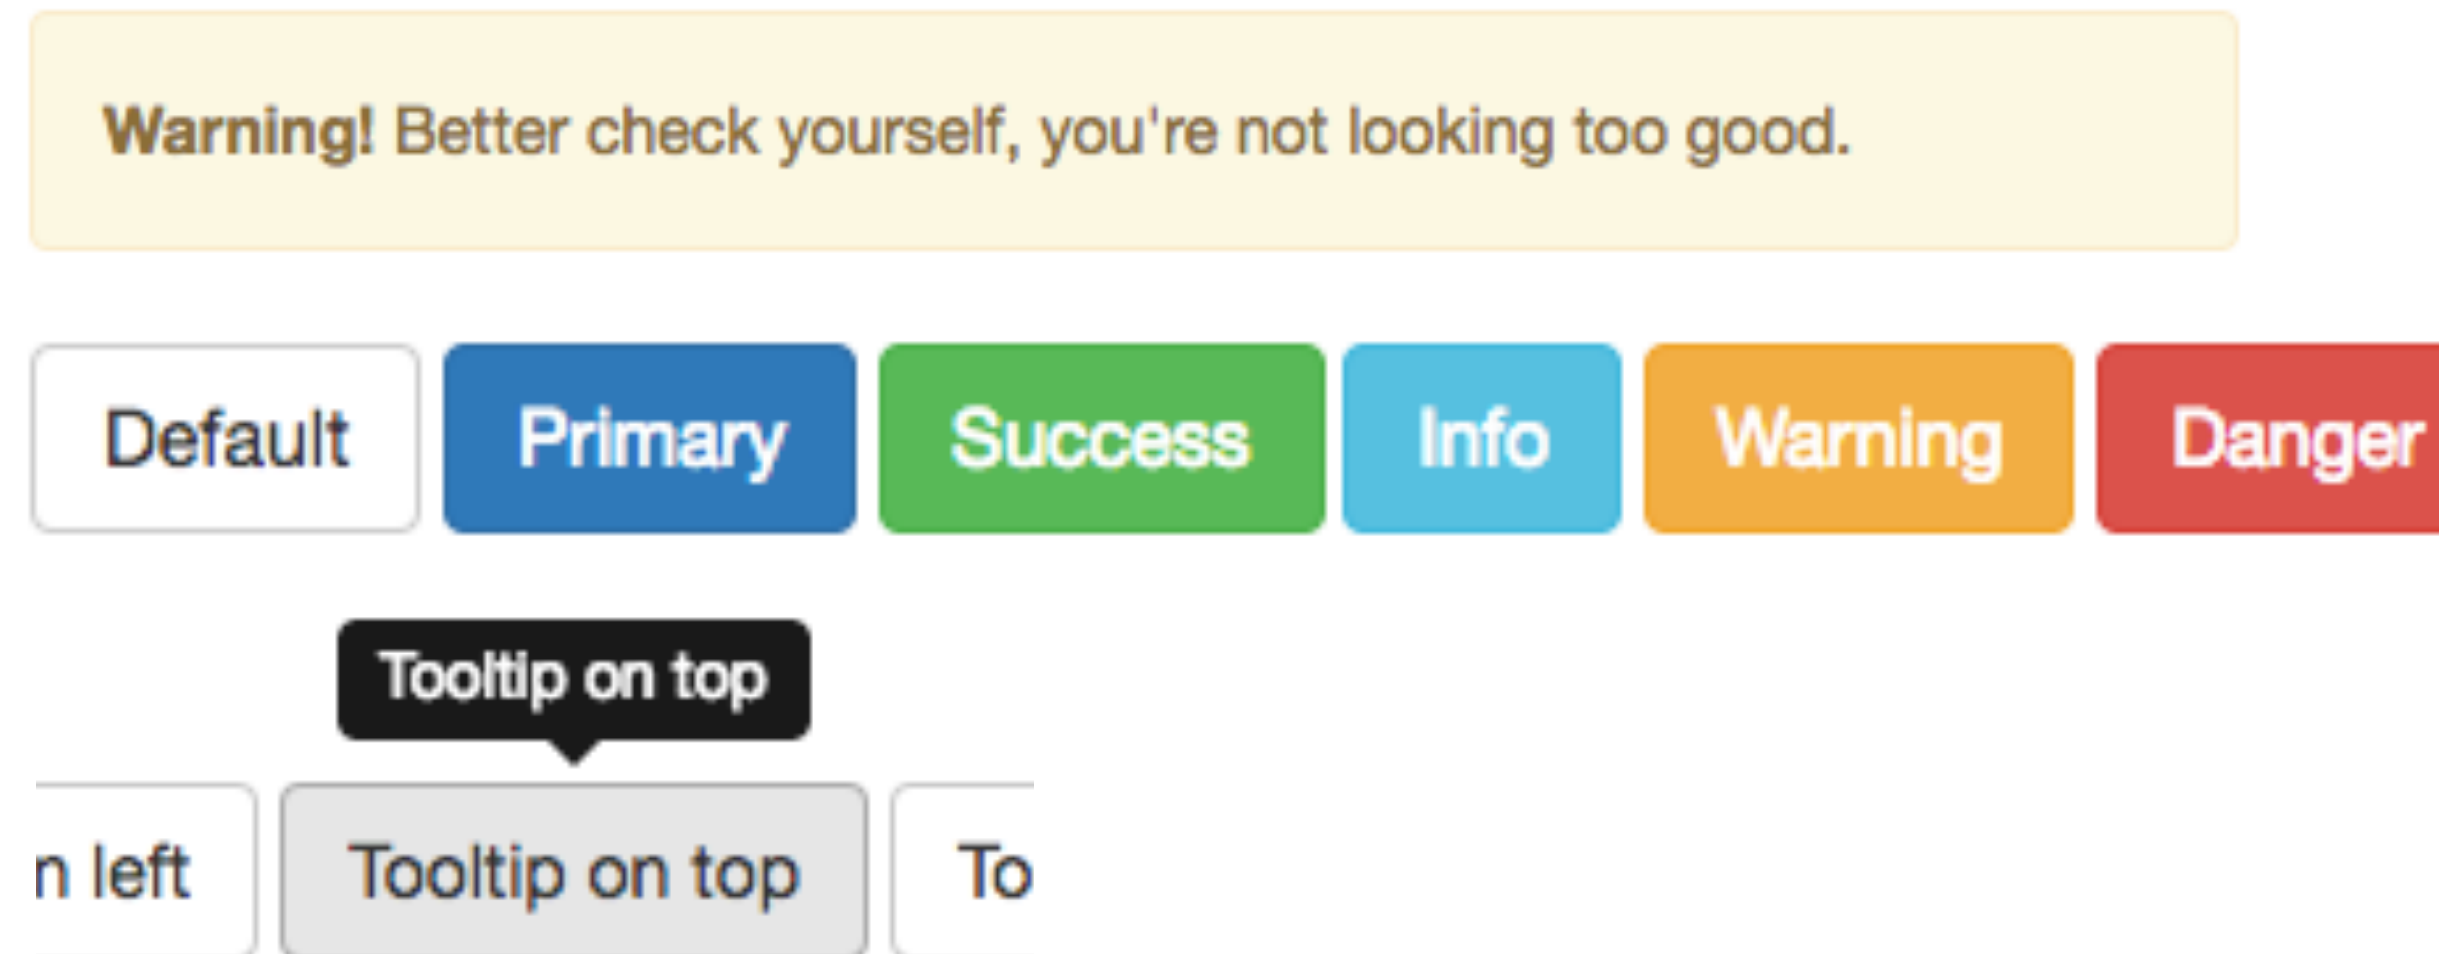 Warning! Better check yourself, you're not looking too good.
Default Primary Success Info Warning Danger
Tooltip on top
n left Tooltip on top To